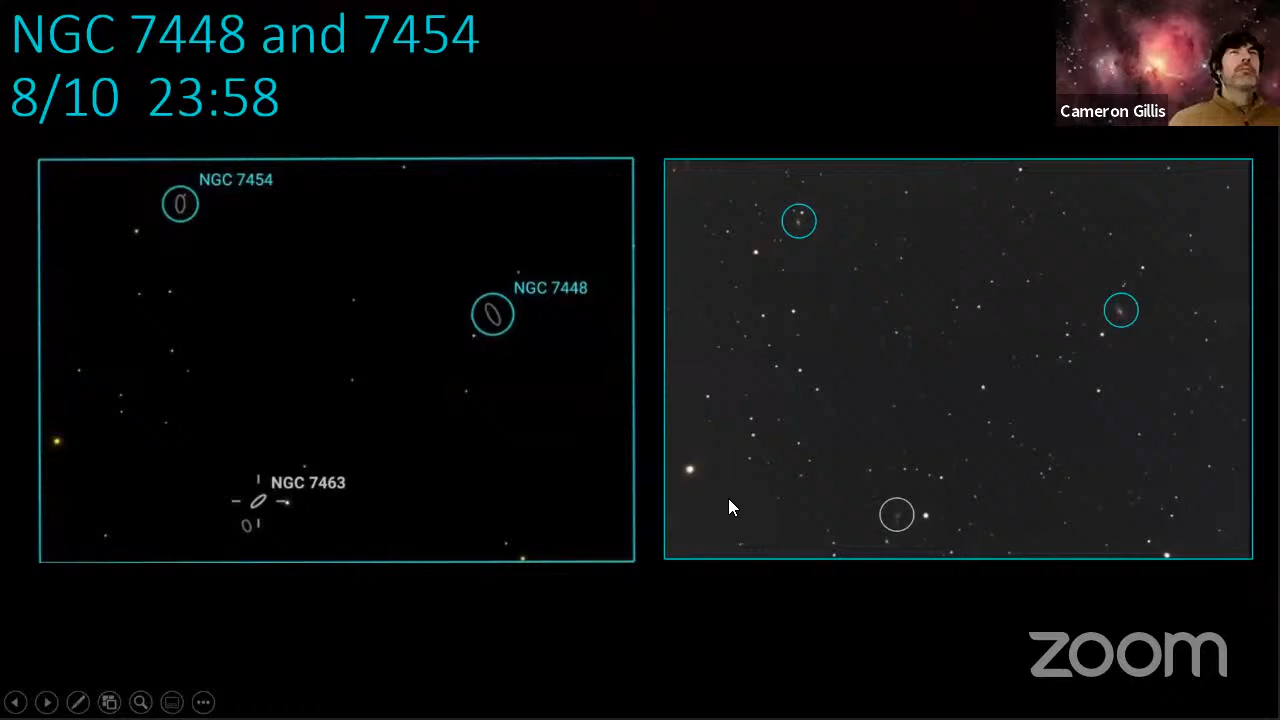 NGC 7448 and 7454
8/10 23:58
Cameron Gillis
NGC 7454
NGC 7448
NGC 7463
zoom